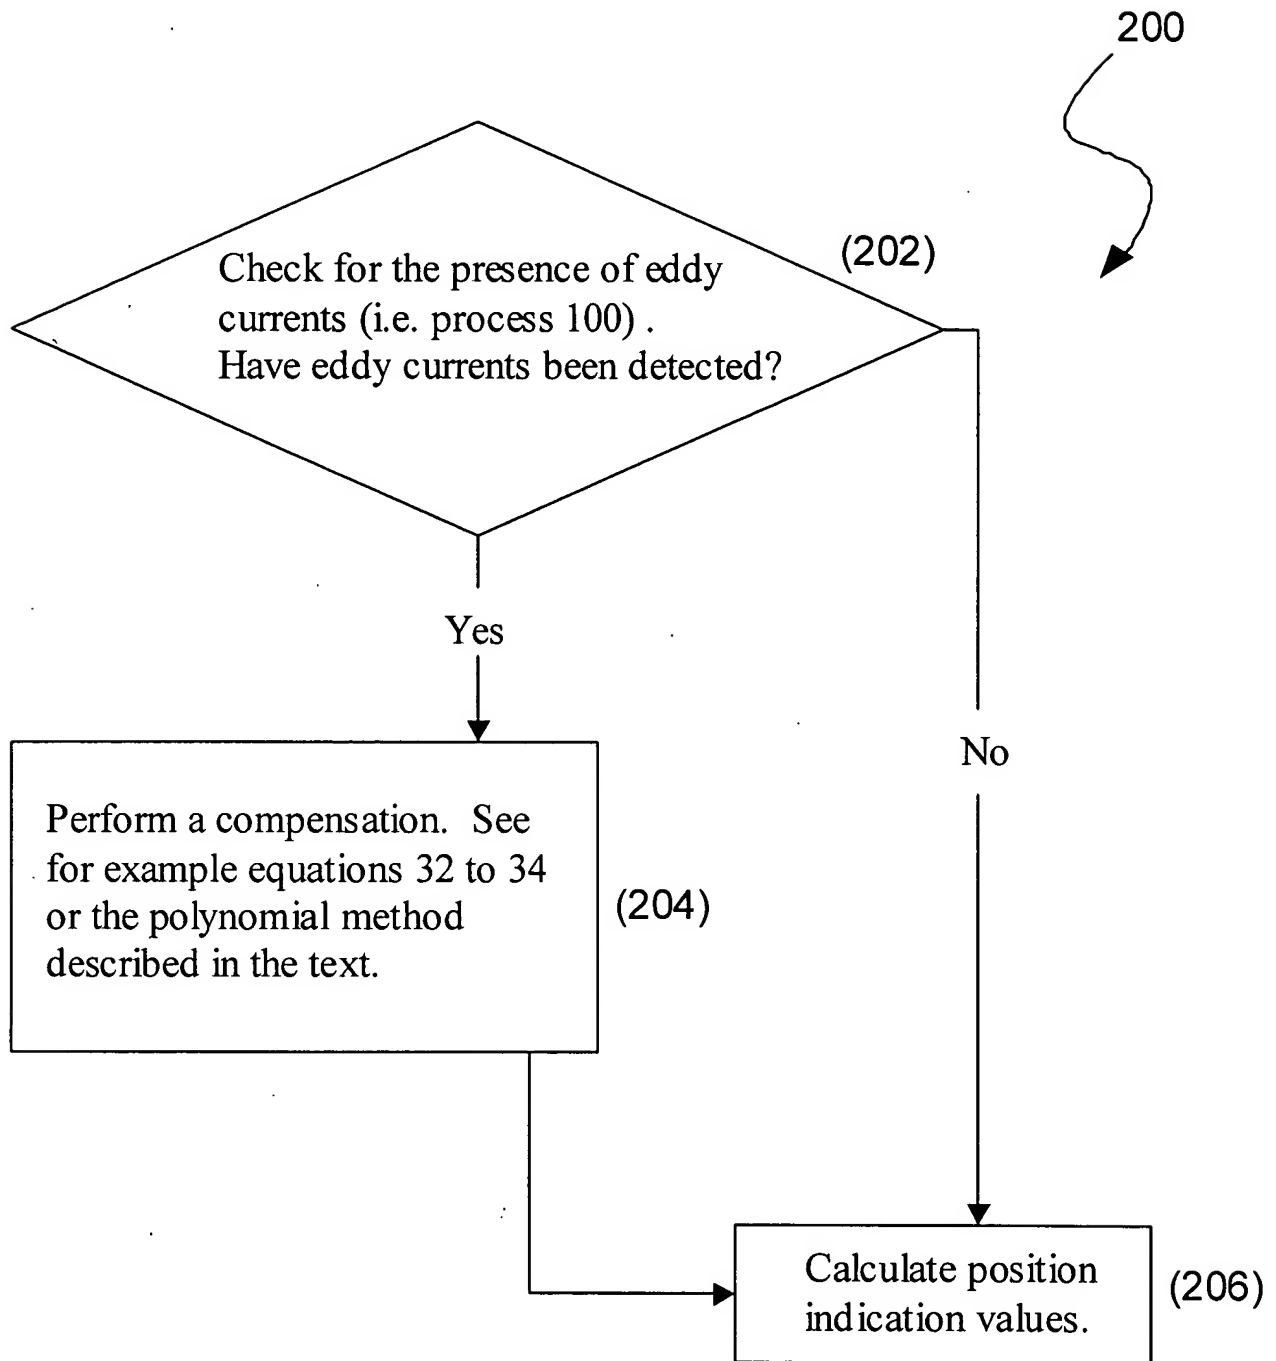 200
(202)
Check for the presence of eddy
currents (i.e. process 100) .
Have eddy currents been detected?
Yes
No
Perform a compensation.  See
for example equations 32 to 34
or the polynomial method
described in the text.
(204)
Calculate position
indication values.
(206)